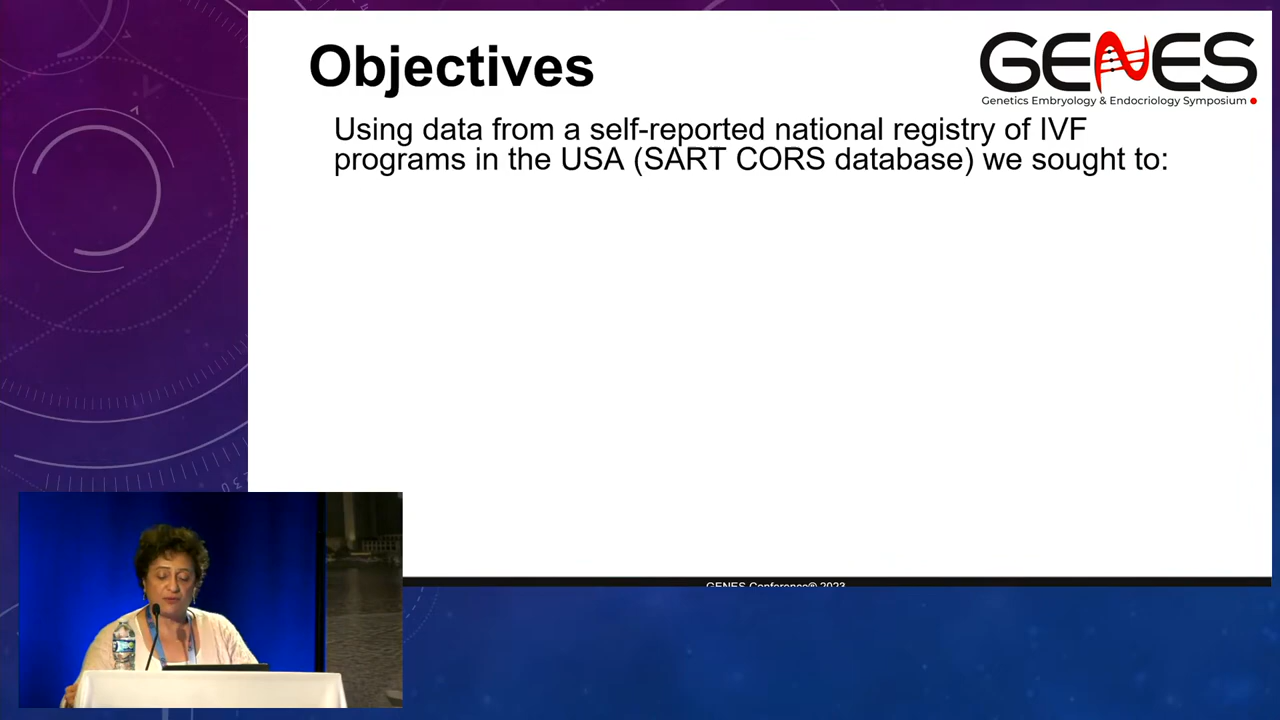 Objectives
GENES
Genetics Embryology & Endocriology Symposium
Using data from a self-reported national registry of IVF
programs in the USA (SART CORS database) we sought to:
GENES Conference® 2023